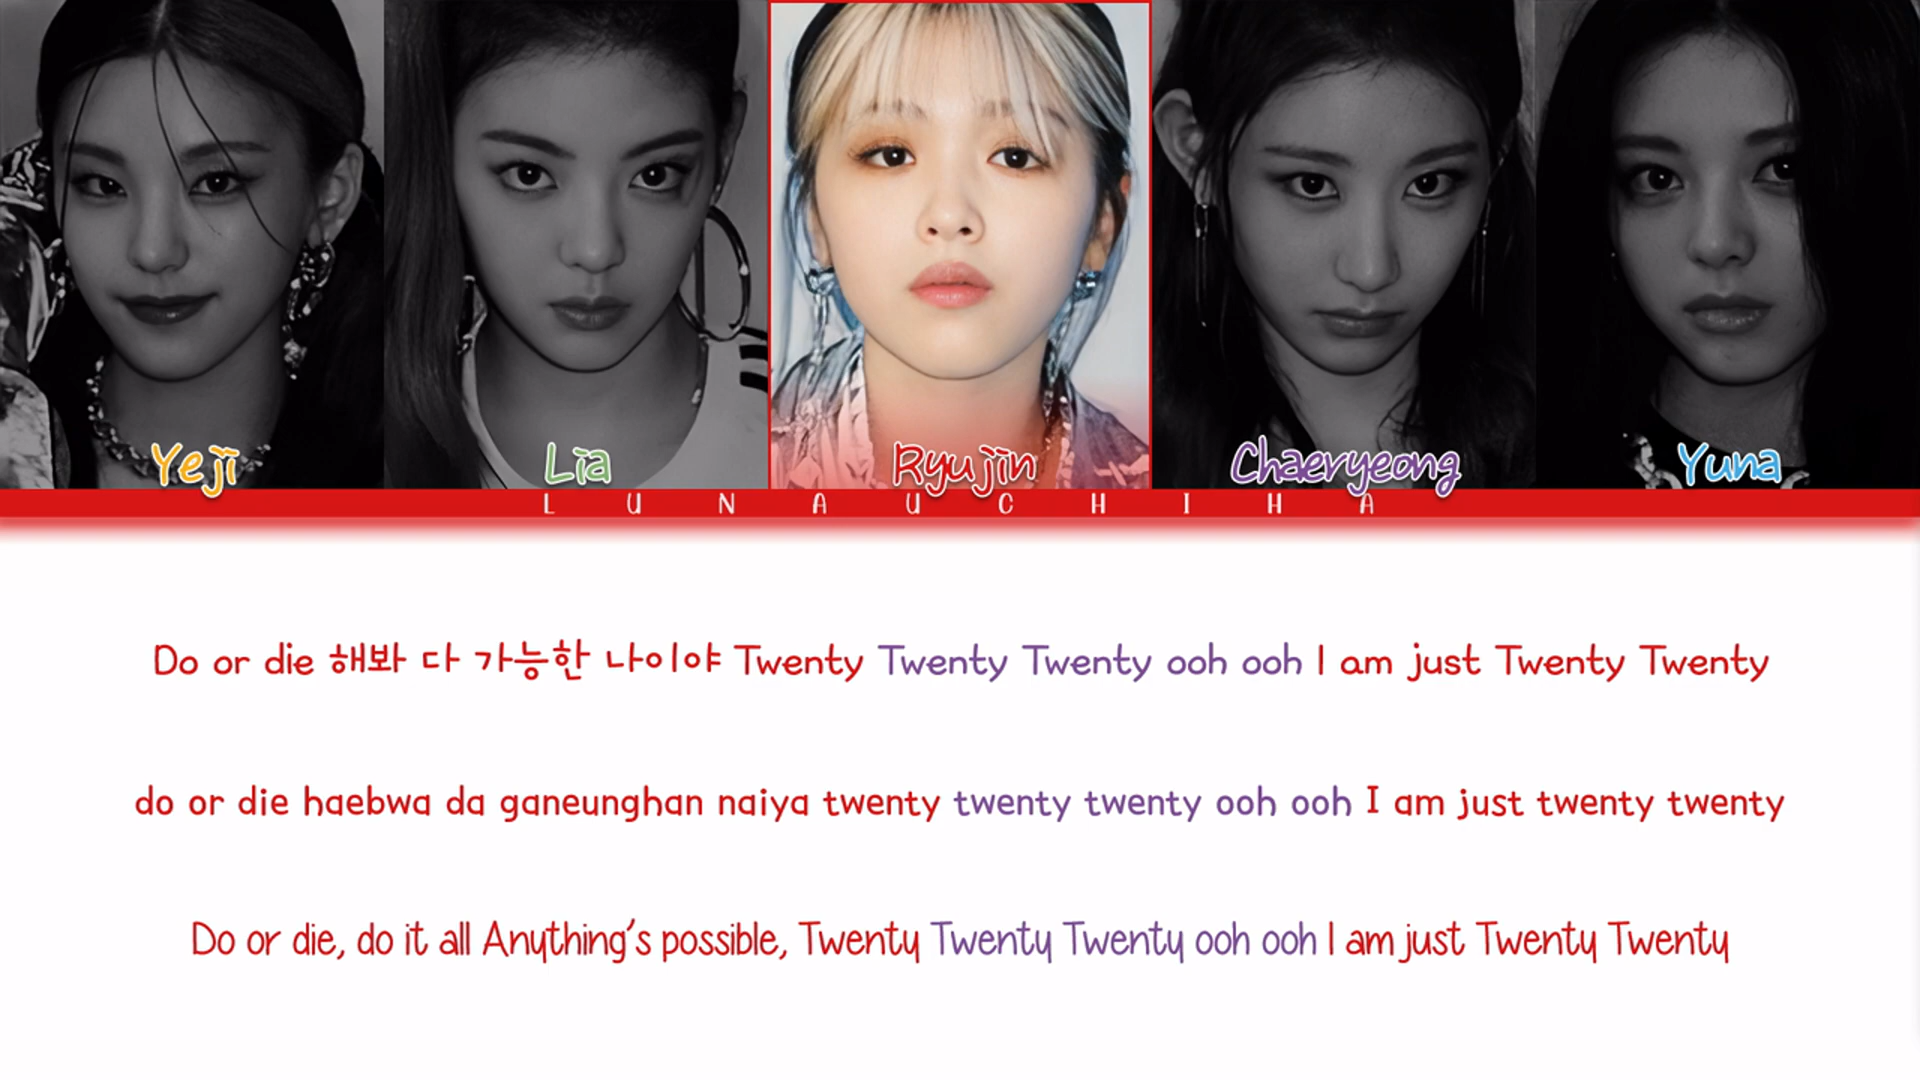 Yeji Lia Ryujin Chaeryeong Yuna
LUNAUCHIHA
Do or die 해봐 다 가능한 나이야 Twenty Twenty Twenty ooh ooh I am just Twenty Twenty
do or die haebwa da ganeunghan naiya twenty twenty twenty ooh ooh I am just twenty twenty
Do or die, do it all Anything's possible, Twenty Twenty Twenty ooh ooh I am just Twenty Twenty